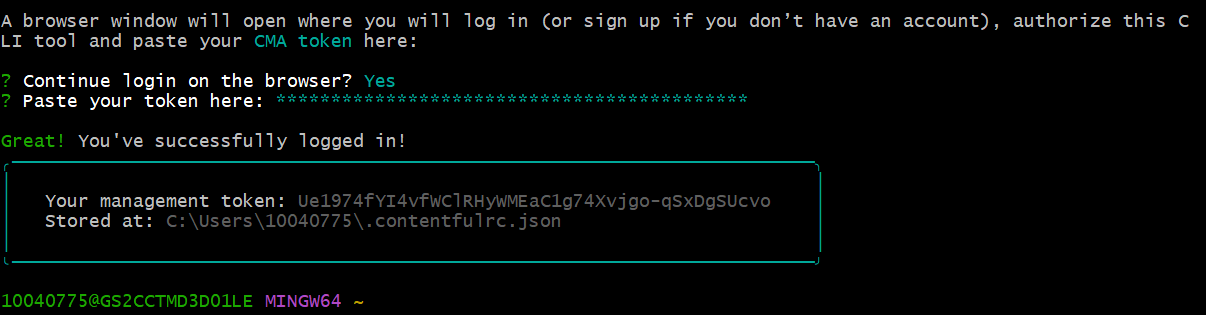 A browser window will open where you will log in (or sign up if you don’t have an account), authorize this C
LI tool and paste your CMA token here:
? Continue login on the browser? Yes
? Paste your token here: *******************************************
Great! You've successfully logged in!
Your management token: Ue1974fYI4vfWClRHyWMEaC1g74Xvjgo-qSxDgSUcvo
Stored at: C:\Users\10040775\.contentfulrc.json
10040775@GS2CCTMD3D01LE MINGW64 ~